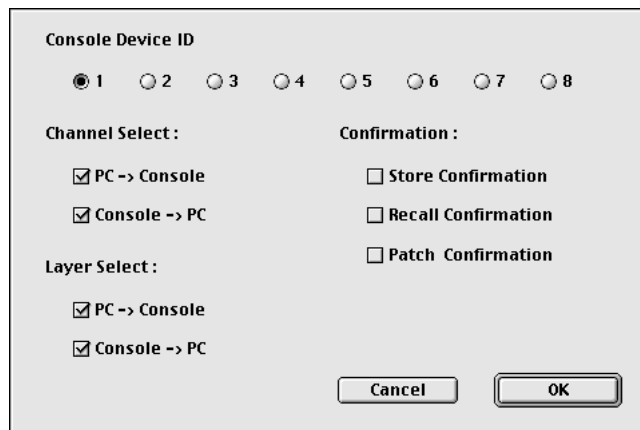 Console Device ID
1 2 3 4 5 6 7 8
Channel Select :
PC -> Console
Console -> PC
Layer Select :
PC -> Console
Console -> PC
Confirmation :
Store Confirmation
Recall Confirmation
Patch Confirmation
Cancel OK